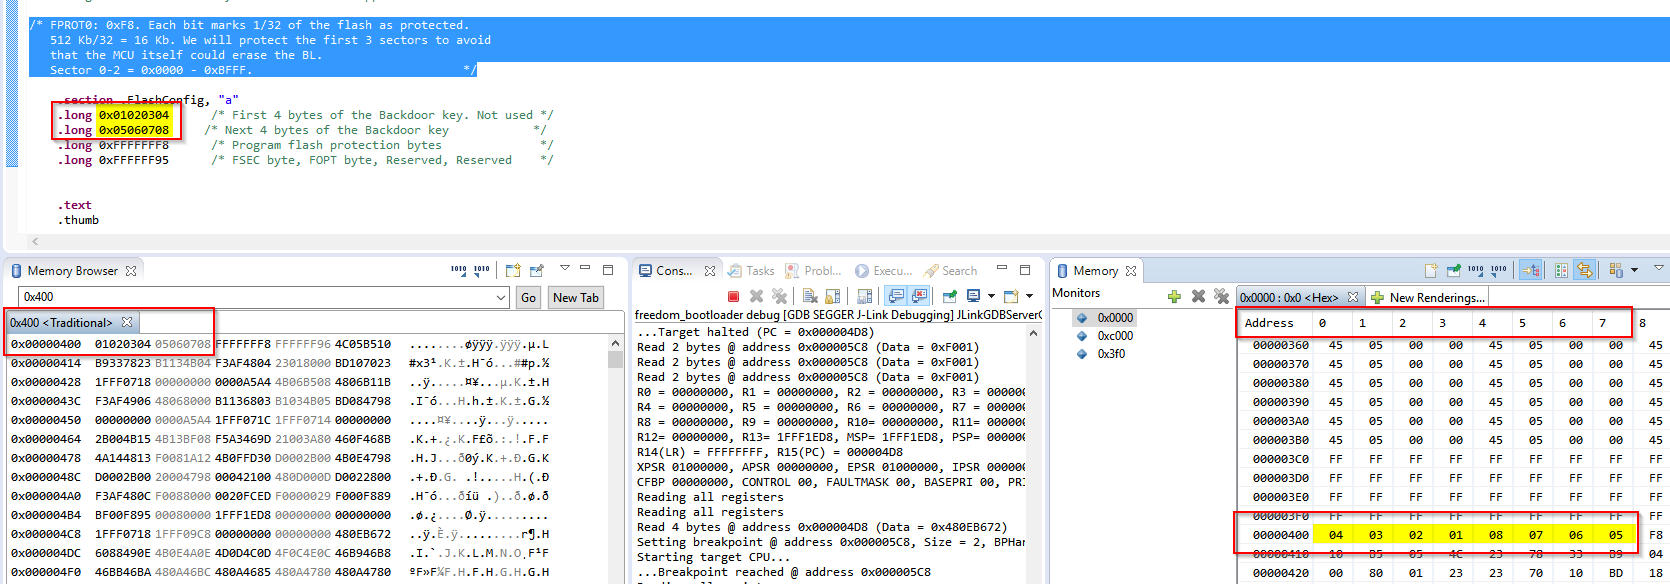 /* FPROT0: 0xF8. Each bit marks 1/32 of the flash as protected.
512 Kb/32 = 16 Kb. We will protect the first 3 sectors to avoid
that the MCU itself could erase the BL.
Sector 0-2 = 0x0000 - 0xBFFF. */
.section .FlashConfig, "a"
.long 0x01020304 /* First 4 bytes of the Backdoor key. Not used */
.long 0x05060708 /* Next 4 bytes of the Backdoor key */
.long 0xFFFFFFF8 /* Program flash protection bytes */
.long 0xFFFFFF95 /* FSEC byte, FOPT byte, Reserved, Reserved */
.text
.thumb
Memory Browser
0x400 Go New Tab
0x400 <Traditional>
0x00000400 01020304 05060708 FFFFFFF8 FFFFFF96 4C05B510 ........øÿÿÿ.ÿÿÿ.µ.L
0x00000414 B9337823 B1134B04 F3AF4804 23018000 BD107023 #x3¹.K.±.H¯ó...##p.½
0x00000428 1FFF0718 00000000 0000A5A4 4B06B508 4806B11B ..ÿ.....¤¥...µ.K.±.H
0x0000043C F3AF4906 48068000 B1136803 B1034B05 BD084798 .I¯ó...H.h.±.K.±.G.½
0x00000450 00000000 0000A5A4 1FFF071C 1FFF0714 00000000 ....¤¥....ÿ...ÿ.....
0x00000464 2B004B15 4B13BF08 F5A3469D 21003A80 460F468B .K.+.¿.K.F£õ.:.!.F.F
0x00000478 4A144813 F0081A12 4B0FFD30 D0002B00 4B0E4798 .H.J...ð0ý.K.+.Ð.G.K
0x0000048C D0002B00 20004798 00042100 480D000D D0022800 .+.Ð.G. .!.....H.(.Ð
0x000004A0 F3AF480C F0088000 0020FCED F0000029 F000F889 .H¯ó...ðíü .)..ð.ø.ð
0x000004B4 BF00F895 00080000 1FFF1ED8 00000000 00000000 .ø.¿....Ø.ÿ.........
0x000004C8 1FFF0718 1FFF09C8 00000000 00000000 480EB672 ..ÿ.È.ÿ.........r¶.H
0x000004DC 6088490E 4B0E4A0E 4D0D4C0D 4F0C4E0C 46B946B8 .I.`.J.K.L.M.N.O¸F¹F
0x000004F0 46BB46BA 480A46BC 480A4685 480A4780 480A4780 ºF»F¼F.H.F.H.G.H.G.H
Cons... Tasks Probl... Execu... Search
freedom_bootloader debug [GDB SEGGER J-Link Debugging] JLinkGDBServerC
...Target halted (PC = 0x000004D8)
Read 2 bytes @ address 0x000005C8 (Data = 0xF001)
Read 2 bytes @ address 0x000005C8 (Data = 0xF001)
Read 2 bytes @ address 0x000005C8 (Data = 0xF001)
R0 = 00000000, R1 = 00000000, R2 = 00000000, R3 = 000000
R4 = 00000000, R5 = 00000000, R6 = 00000000, R7 = 000000
R8 = 00000000, R9 = 00000000, R10= 00000000, R11= 000000
R12= 00000000, R13= 1FFF1ED8, MSP= 1FFF1ED8, PSP= 000000
R14(LR) = FFFFFFFF, R15(PC) = 000004D8
XPSR 01000000, APSR 00000000, EPSR 01000000, IPSR 000000
CFBP 00000000, CONTROL 00, FAULTMASK 00, BASEPRI 00, PRI
Reading all registers
Reading all registers
Read 4 bytes @ address 0x000004D8 (Data = 0x480EB672)
Setting breakpoint @ address 0x000005C8, Size = 2, BPHan
Starting target CPU...
...Breakpoint reached @ address 0x000005C8
Memory
Monitors
0x0000
0xc000
0x3f0
0x0000 : 0x0 <Hex> New Renderings...
Address 0 1 2 3 4 5 6 7 8
00000360 45 05 00 00 45 05 00 00 45
00000370 45 05 00 00 45 05 00 00 45
00000380 45 05 00 00 45 05 00 00 45
00000390 45 05 00 00 45 05 00 00 45
000003A0 45 05 00 00 45 05 00 00 45
000003B0 45 05 00 00 45 05 00 00 45
000003C0 FF FF FF FF FF FF FF FF FF
000003D0 FF FF FF FF FF FF FF FF FF
000003E0 FF FF FF FF FF FF FF FF FF
000003F0 FF FF FF FF FF FF FF FF FF
00000400 04 03 02 01 08 07 06 05 F8
00000410 10 B5 05 4C 23 78 33 B9 04
00000420 00 80 01 23 23 70 10 BD 18